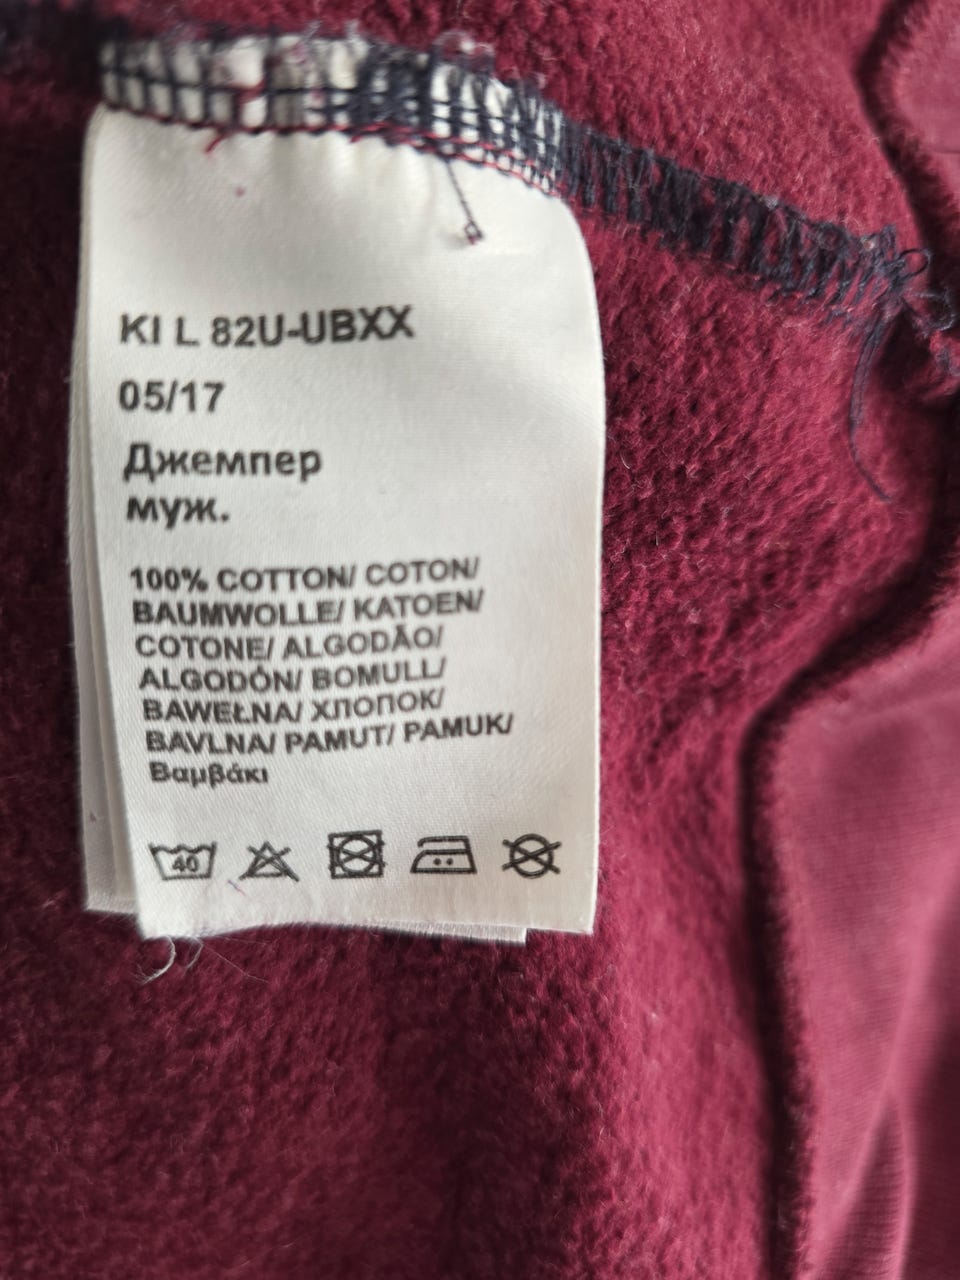 KI L 82U-UBXX
05/17
Джемпер
муж.
100% COTTON/ COTON/
BAUMWOLLE/ KATOEN/
COTONE/ ALGODÃO/
ALGODÓN/ BOMULL/
BAWEŁNA/ ХЛОПОК/
BAVLNA/ PAMUT/ PAMUK/
Βαμβάκι
40